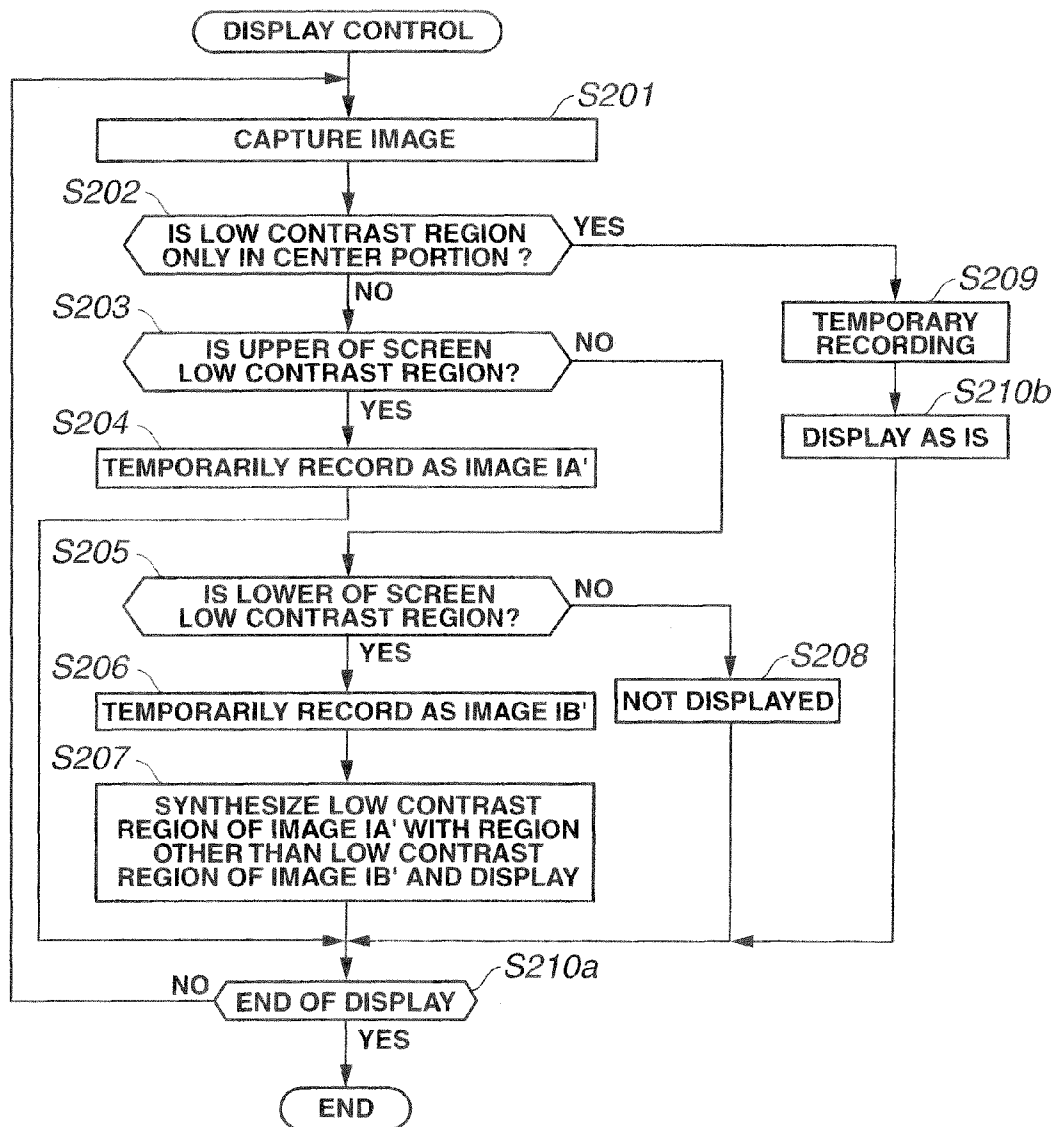 DISPLAY CONTROL
S201
CAPTURE IMAGE
S202
IS LOW CONTRAST REGION
ONLY IN CENTER PORTION ?
YES
NO
S209
TEMPORARY
RECORDING
S210b
DISPLAY AS IS
S203
IS UPPER OF SCREEN
LOW CONTRAST REGION?
NO
YES
S204
TEMPORARILY RECORD AS IMAGE IA'
S205
IS LOWER OF SCREEN
LOW CONTRAST REGION?
NO
YES
S208
NOT DISPLAYED
S206
TEMPORARILY RECORD AS IMAGE IB'
S207
SYNTHESIZE LOW CONTRAST
REGION OF IMAGE IA' WITH REGION
OTHER THAN LOW CONTRAST
REGION OF IMAGE IB' AND DISPLAY
S210a
NO
END OF DISPLAY
YES
END